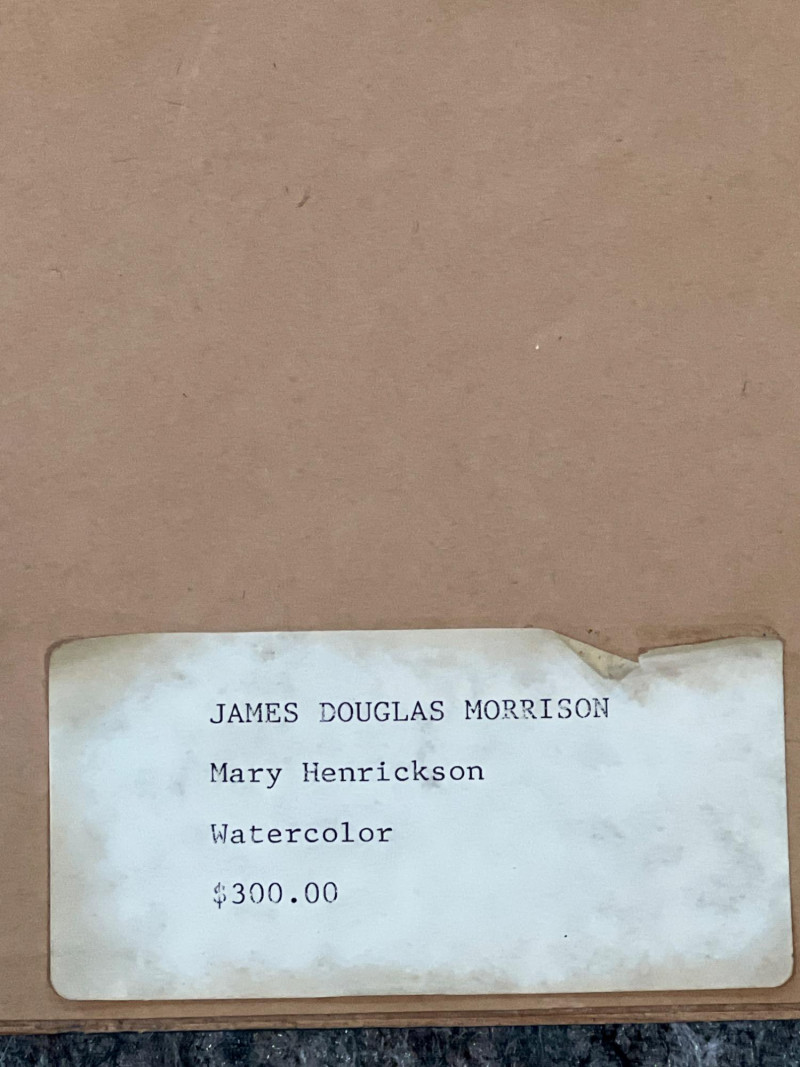 JAMES DOUGLAS MORRISON
Mary Henrickson
Watercolor
$300.00